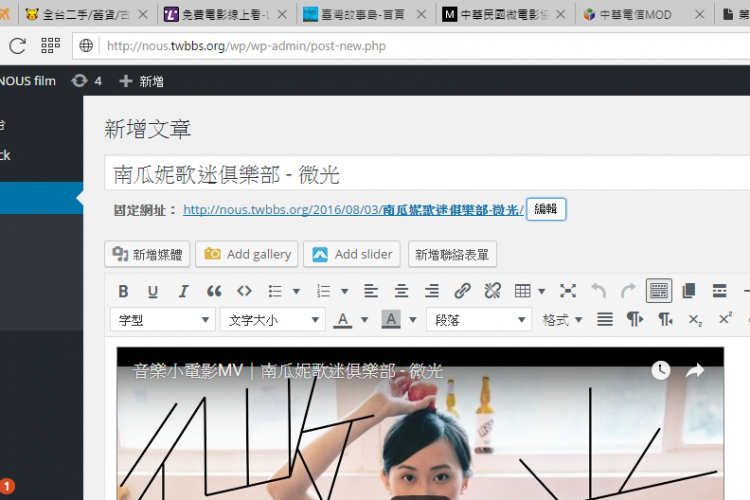 全台二手/舊貨/古
免費電影線上看
臺灣故事島-首頁
中華民國微電影協
中華電信MOD
第
http://nous.twbbs.org/wp/wp-admin/post-new.php
NOUS film
4
新增
ck
新增文章
南瓜妮歌迷俱樂部 - 微光
固定網址： http://nous.twbbs.org/2016/08/03/南瓜妮歌迷俱樂部-微光/ 編輯
新增媒體
Add gallery
Add slider
新增聯絡表單
B U I
字型
文字大小
A
A
段落
格式
音樂小電影MV｜南瓜妮歌迷俱樂部 - 微光
微光
1